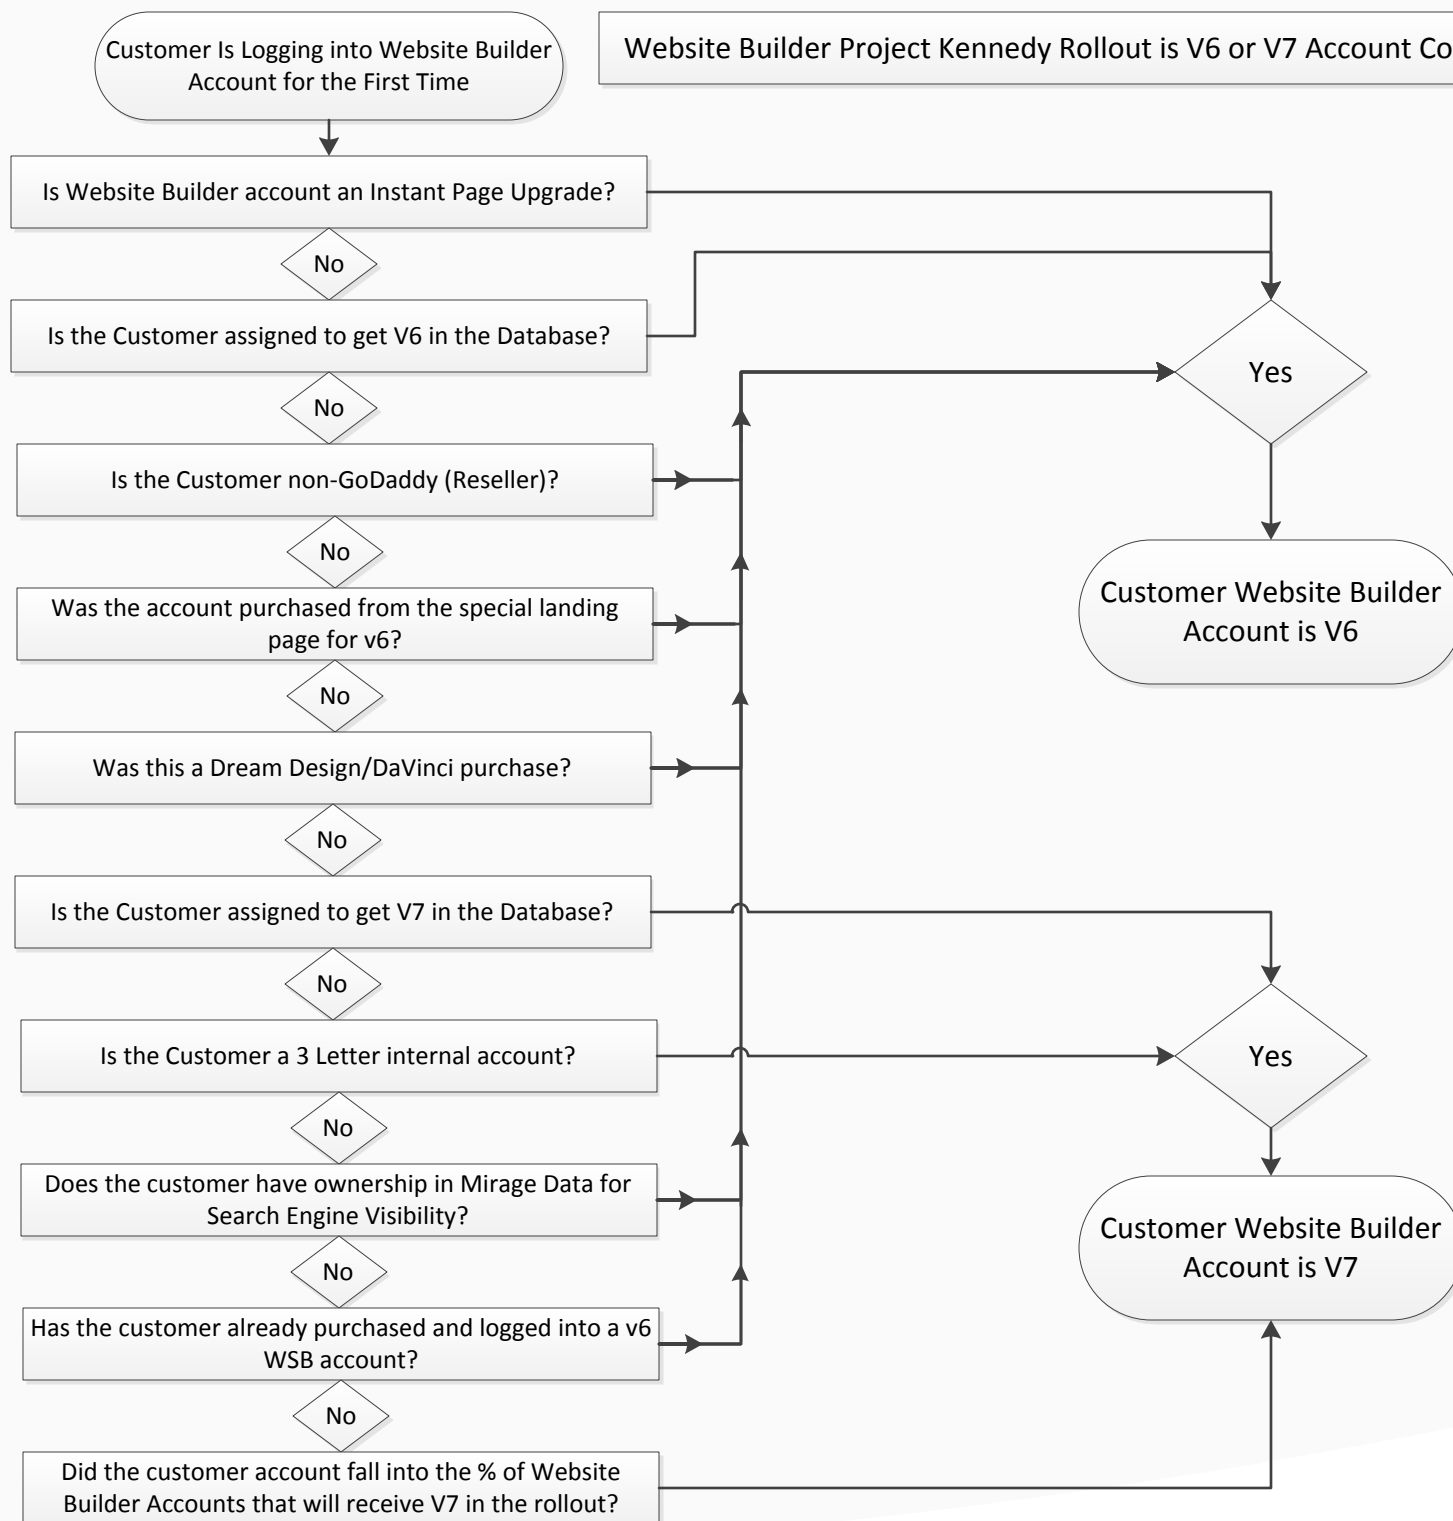 Customer Is Logging into Website Builder
Account for the First Time
Website Builder Project Kennedy Rollout is V6 or V7 Account Co
Is Website Builder account an Instant Page Upgrade?
No
Is the Customer assigned to get V6 in the Database?
Yes
No
Is the Customer non-GoDaddy (Reseller)?
No
Customer Website Builder
Account is V6
Was the account purchased from the special landing
page for v6?
No
Was this a Dream Design/DaVinci purchase?
No
Is the Customer assigned to get V7 in the Database?
No
Is the Customer a 3 Letter internal account?
Yes
No
Does the customer have ownership in Mirage Data for
Search Engine Visibility?
Customer Website Builder
Account is V7
No
Has the customer already purchased and logged into a v6
WSB account?
No
Did the customer account fall into the % of Website
Builder Accounts that will receive V7 in the rollout?